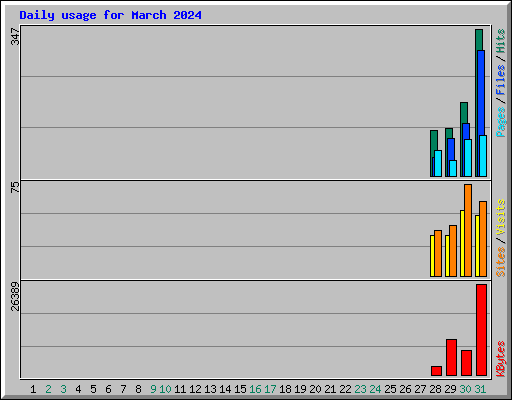 Daily usage for March 2024
347
Pages / Files / Hits
75
Sites / Visits
26389
KBytes
1 2 3 4 5 6 7 8 9 10 11 12 13 14 15 16 17 18 19 20 21 22 23 24 25 26 27 28 29 30 31